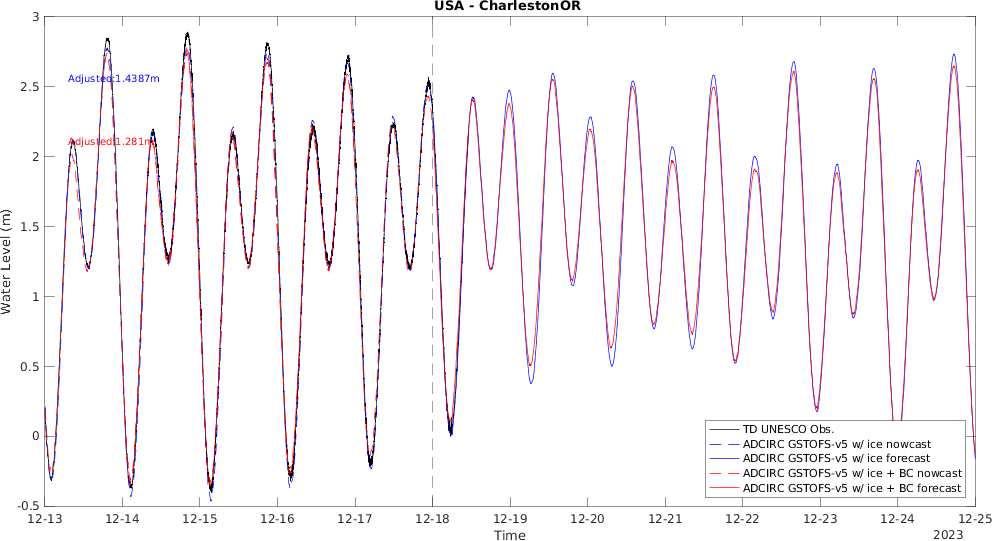 USA - CharlestonOR
Water Level (m)
3
2.5
2
1.5
1
0.5
0
-0.5
Adjusted:1.4387m
Adjusted:1.281m
TD UNESCO Obs.
ADCIRC GSTOFS-v5 w/ ice nowcast
ADCIRC GSTOFS-v5 w/ ice forecast
ADCIRC GSTOFS-v5 w/ ice + BC nowcast
ADCIRC GSTOFS-v5 w/ ice + BC forecast
12-13 12-14 12-15 12-16 12-17 12-18 12-19 12-20 12-21 12-22 12-23 12-24 12-25
Time
2023